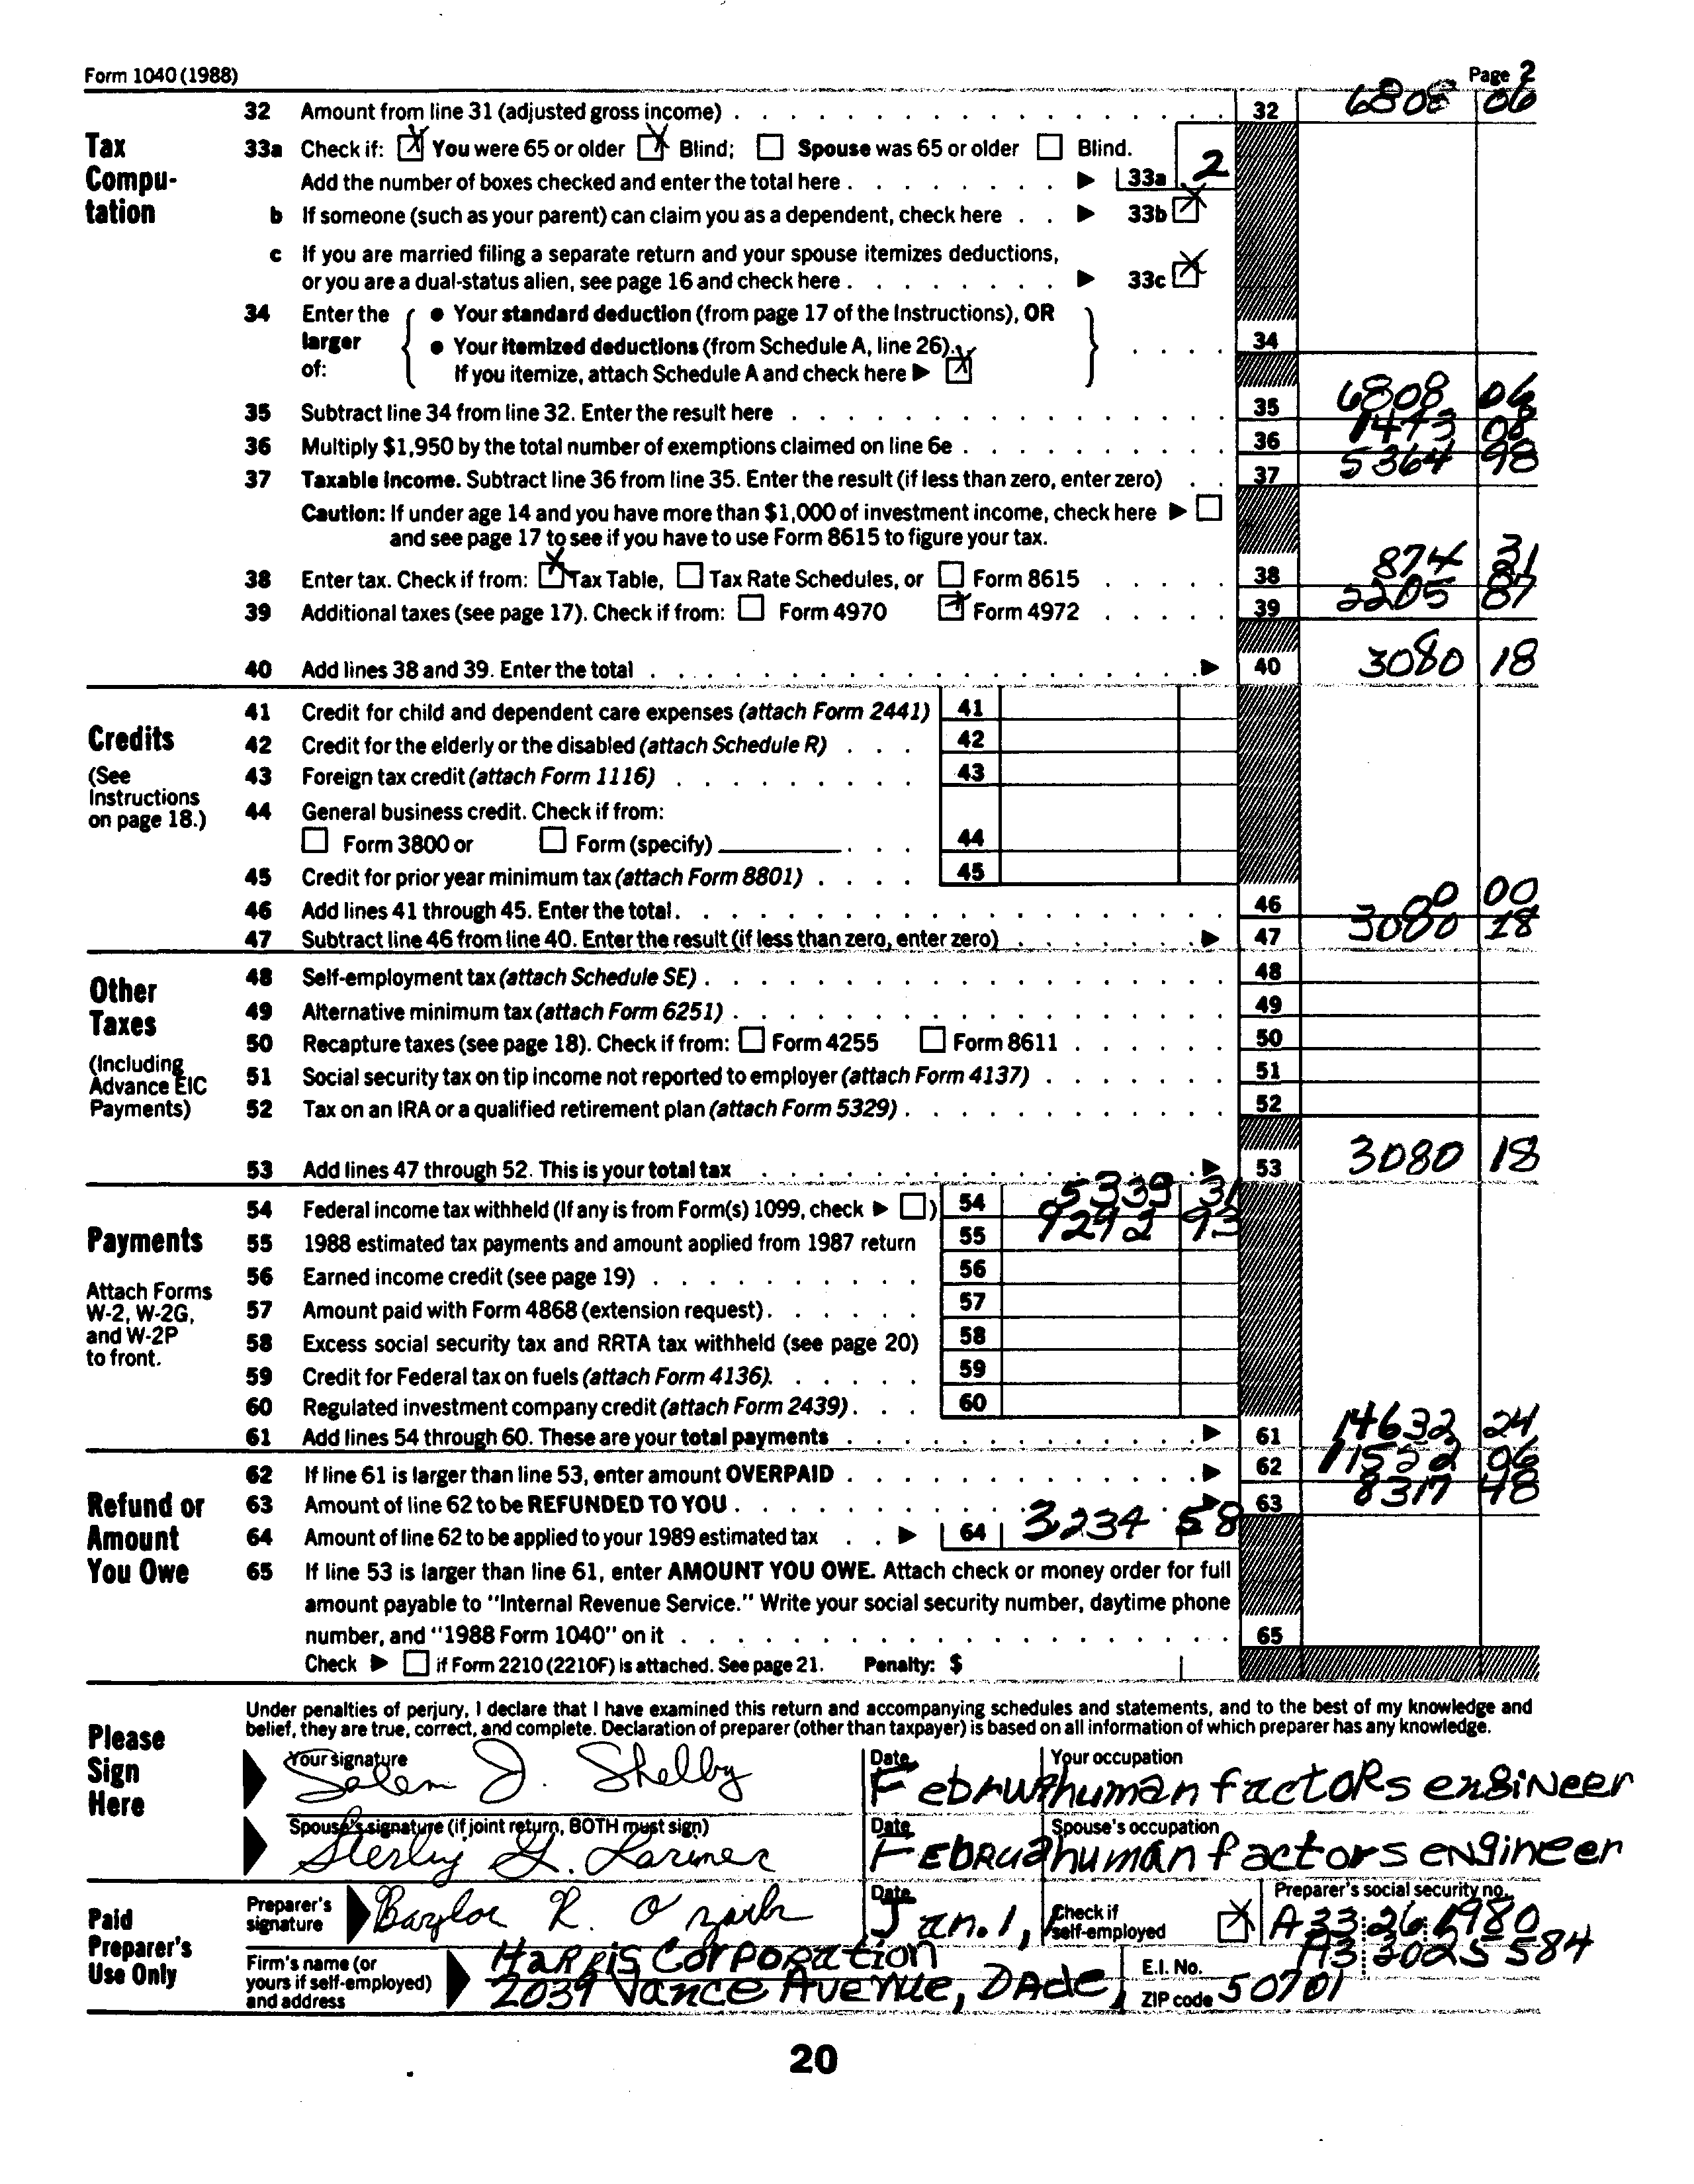 Form 1040 (1988) Page 2
32 Amount from line 31 (adjusted gross income) 32 6808 06
Tax Computation
33a Check if: X You were 65 or older X Blind; Spouse was 65 or older Blind.
Add the number of boxes checked and enter the total here 33a 2
b If someone (such as your parent) can claim you as a dependent, check here 33b X
c If you are married filing a separate return and your spouse itemizes deductions,
or you are a dual-status alien, see page 16 and check here 33c X
34 Enter the larger of:
• Your standard deduction (from page 17 of the Instructions), OR
• Your itemized deductions (from Schedule A, line 26). 34
If you itemize, attach Schedule A and check here X
35 Subtract line 34 from line 32. Enter the result here 35 6808 06
36 Multiply $1,950 by the total number of exemptions claimed on line 6e 36 1443 08
37 Taxable income. Subtract line 36 from line 35. Enter the result (if less than zero, enter zero) 37 5364 98
Caution: If under age 14 and you have more than $1,000 of investment income, check here
and see page 17 to see if you have to use Form 8615 to figure your tax.
38 Enter tax. Check if from: X Tax Table, Tax Rate Schedules, or Form 8615 38 874 31
39 Additional taxes (see page 17). Check if from: Form 4970 X Form 4972 39 2205 87
40 Add lines 38 and 39. Enter the total 40 3080 18
Credits
(See Instructions on page 18.)
41 Credit for child and dependent care expenses (attach Form 2441) 41
42 Credit for the elderly or the disabled (attach Schedule R) 42
43 Foreign tax credit (attach Form 1116) 43
44 General business credit. Check if from:
Form 3800 or Form (specify) 44
45 Credit for prior year minimum tax (attach Form 8801) 45
46 Add lines 41 through 45. Enter the total 46 00 00
47 Subtract line 46 from line 40. Enter the result (if less than zero, enter zero) 47 3080 18
Other Taxes
(Including Advance EIC Payments)
48 Self-employment tax (attach Schedule SE) 48
49 Alternative minimum tax (attach Form 6251) 49
50 Recapture taxes (see page 18). Check if from: Form 4255 Form 8611 50
51 Social security tax on tip income not reported to employer (attach Form 4137) 51
52 Tax on an IRA or a qualified retirement plan (attach Form 5329) 52
53 Add lines 47 through 52. This is your total tax 53 3080 18
Payments
Attach Forms W-2, W-2G, and W-2P to front.
54 Federal income tax withheld (If any is from Form(s) 1099, check ) 54 5339 31
55 1988 estimated tax payments and amount applied from 1987 return 55 9292 93
56 Earned income credit (see page 19) 56
57 Amount paid with Form 4868 (extension request) 57
58 Excess social security tax and RRTA tax withheld (see page 20) 58
59 Credit for Federal tax on fuels (attach Form 4136) 59
60 Regulated investment company credit (attach Form 2439) 60
61 Add lines 54 through 60. These are your total payments 61 14632 24
Refund or Amount You Owe
62 If line 61 is larger than line 53, enter amount OVERPAID 62 11552 06
63 Amount of line 62 to be REFUNDED TO YOU 63 8317 48
64 Amount of line 62 to be applied to your 1989 estimated tax 64 3234 58
65 If line 53 is larger than line 61, enter AMOUNT YOU OWE. Attach check or money order for full
amount payable to "Internal Revenue Service." Write your social security number, daytime phone
number, and "1988 Form 1040" on it 65
Check if Form 2210 (2210F) is attached. See page 21. Penalty: $
Please Sign Here
Under penalties of perjury, I declare that I have examined this return and accompanying schedules and statements, and to the best of my knowledge and
belief, they are true, correct, and complete. Declaration of preparer (other than taxpayer) is based on all information of which preparer has any knowledge.
Your signature Date Your occupation
Salem J. Shelby human factors engineer
Spouse's signature (if joint return, BOTH must sign) Date Spouse's occupation
Sterling G. Larimer human factors engineer
Paid Preparer's Use Only
Preparer's signature Date Check if self-employed X Preparer's social security no.
Baylor R. Jan. 1, A33:26:1980
Firm's name (or yours if self-employed) and address
Harris Corporation E.I. No. A3:3025584
2039 Vance Avenue, Dade, ZIP code 50701
20